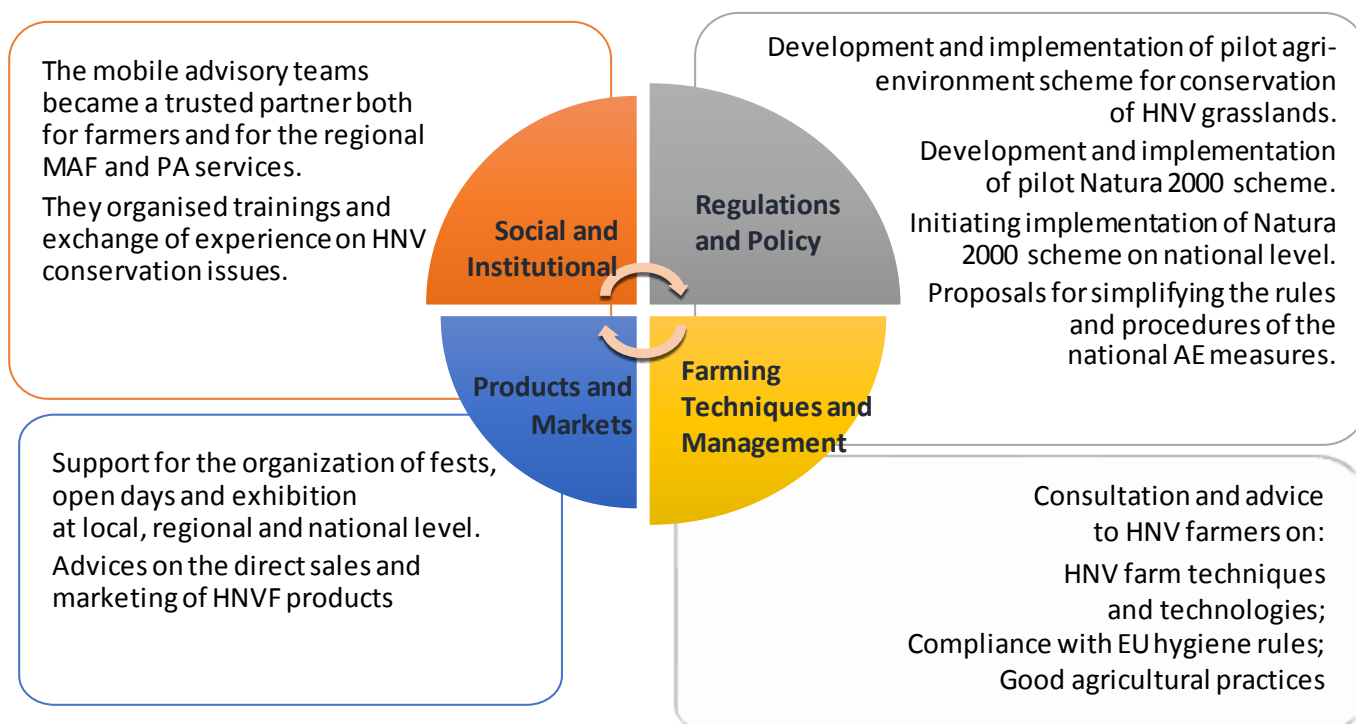 The mobile advisory teams
became a trusted partner both
for farmers and for the regional
MAF and PA services.
They organised trainings and
exchange of experience on HNV
conservation issues.
Development and implementation of pilot agri-
environment scheme for conservation
of HNV grasslands.
Development and implementation
of pilot Natura 2000 scheme.
Initiating implementation of Natura
2000 scheme on national level.
Proposals for simplifying the rules
and procedures of the
national AE measures.
Social and
Institutional
Regulations
and Policy
Products and
Markets
Farming
Techniques and
Management
Support for the organization of fests,
open days and exhibition
at local, regional and national level.
Advices on the direct sales and
marketing of HNVF products
Consultation and advice
to HNV farmers on:
HNV farm techniques
and technologies;
Compliance with EU hygiene rules;
Good agricultural practices